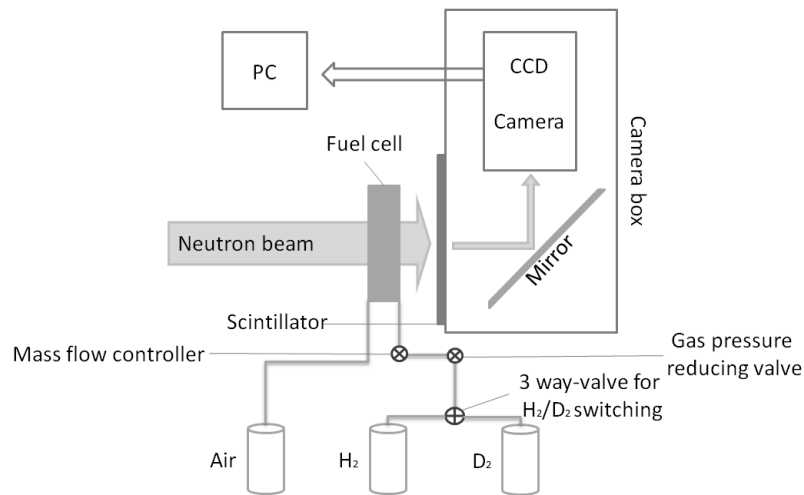 PC
CCD
Camera
Camera box
Fuel cell
Neutron beam
Mirror
Scintillator
Mass flow controller
Gas pressure
reducing valve
3 way-valve for
H₂/D₂ switching
Air
H₂
D₂